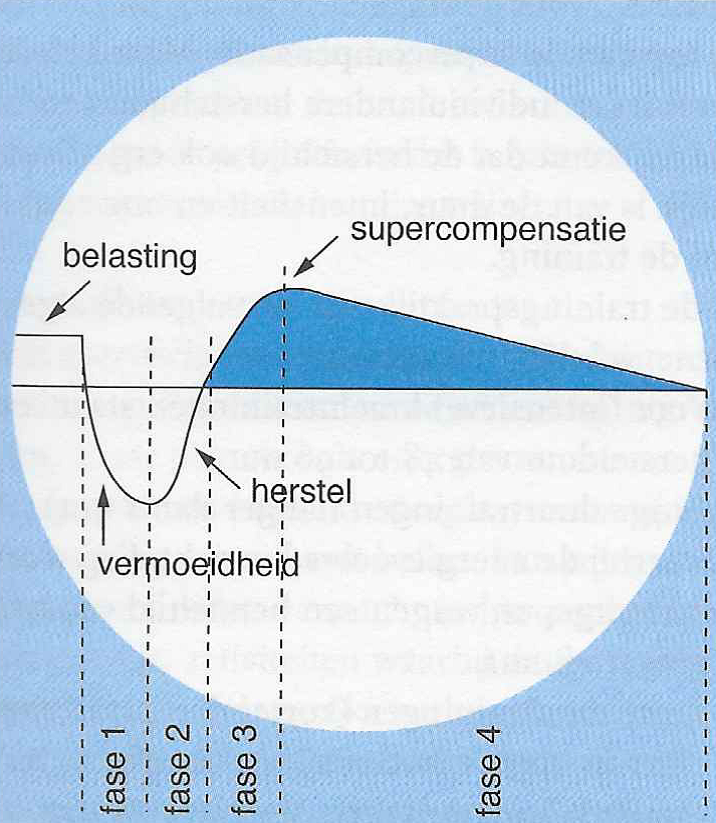 supercompensatie
belasting
herstel
vermoeidheid
fase 1
fase 2
fase 3
fase 4